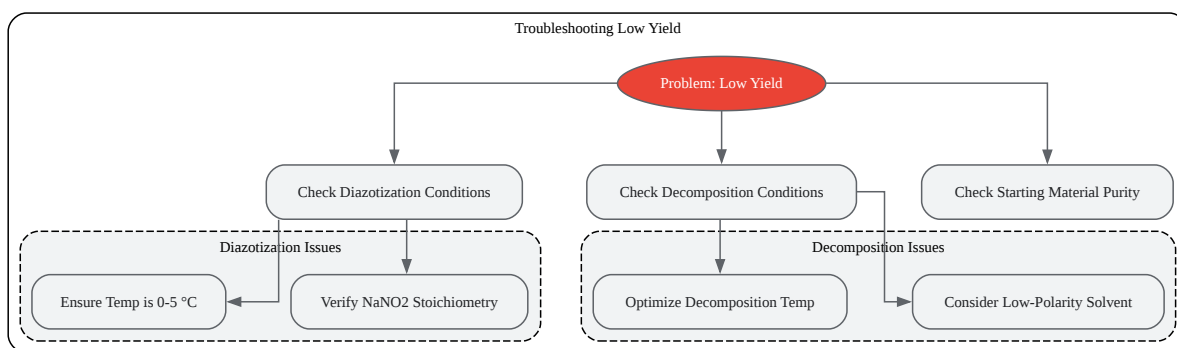 Troubleshooting Low Yield
Problem: Low Yield
Check Diazotization Conditions
Check Decomposition Conditions
Check Starting Material Purity
Diazotization Issues
Decomposition Issues
Ensure Temp is 0-5 °C
Verify NaNO2 Stoichiometry
Optimize Decomposition Temp
Consider Low-Polarity Solvent